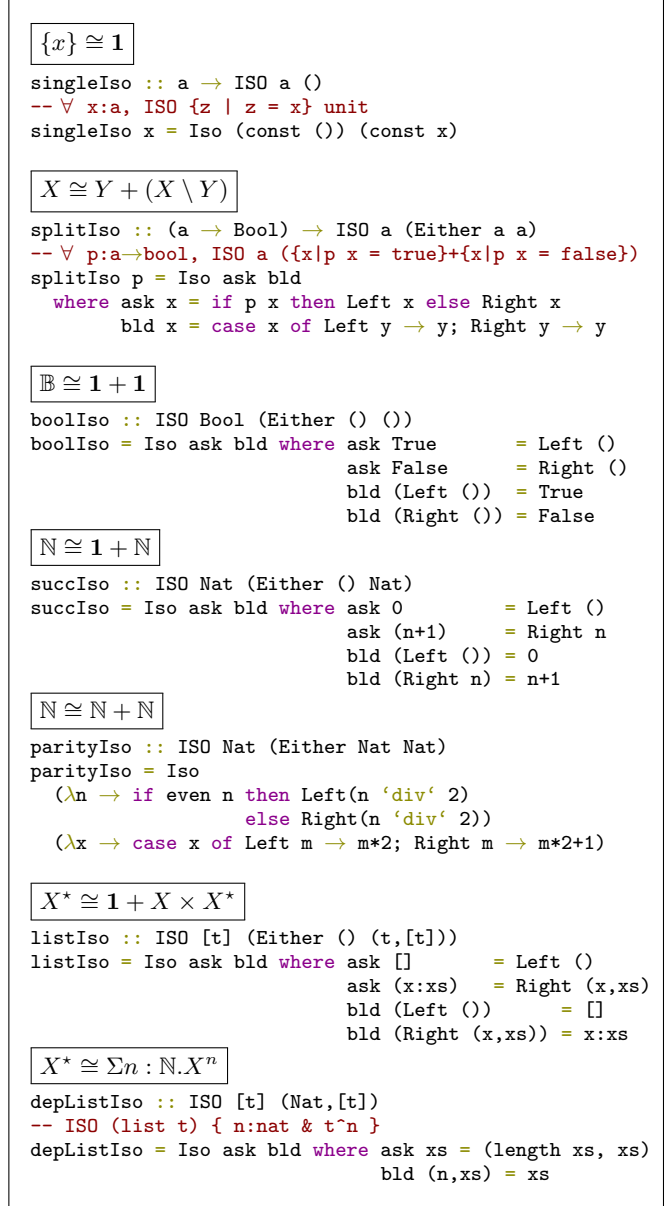 {x} ≅ 1
singleIso :: a → ISO a ()
-- ∀ x:a, ISO {z | z = x} unit
singleIso x = Iso (const ()) (const x)
X ≅ Y + (X \ Y)
splitIso :: (a → Bool) → ISO a (Either a a)
-- ∀ p:a→bool, ISO a ({x|p x = true}+{x|p x = false})
splitIso p = Iso ask bld
  where ask x = if p x then Left x else Right x
        bld x = case x of Left y → y; Right y → y
𝔹 ≅ 1 + 1
boolIso :: ISO Bool (Either () ())
boolIso = Iso ask bld where ask True       = Left ()
                            ask False      = Right ()
                            bld (Left ())  = True
                            bld (Right ()) = False
ℕ ≅ 1 + ℕ
succIso :: ISO Nat (Either () Nat)
succIso = Iso ask bld where ask 0         = Left ()
                            ask (n+1)     = Right n
                            bld (Left ()) = 0
                            bld (Right n) = n+1
ℕ ≅ ℕ + ℕ
parityIso :: ISO Nat (Either Nat Nat)
parityIso = Iso
  (λn → if even n then Left(n ‘div‘ 2)
                   else Right(n ‘div‘ 2))
  (λx → case x of Left m → m*2; Right m → m*2+1)
X⋆ ≅ 1 + X × X⋆
listIso :: ISO [t] (Either () (t,[t]))
listIso = Iso ask bld where ask []       = Left ()
                            ask (x:xs)   = Right (x,xs)
                            bld (Left ())      = []
                            bld (Right (x,xs)) = x:xs
X⋆ ≅ Σn : ℕ.Xⁿ
depListIso :: ISO [t] (Nat,[t])
-- ISO (list t) { n:nat & t^n }
depListIso = Iso ask bld where ask xs = (length xs, xs)
                               bld (n,xs) = xs